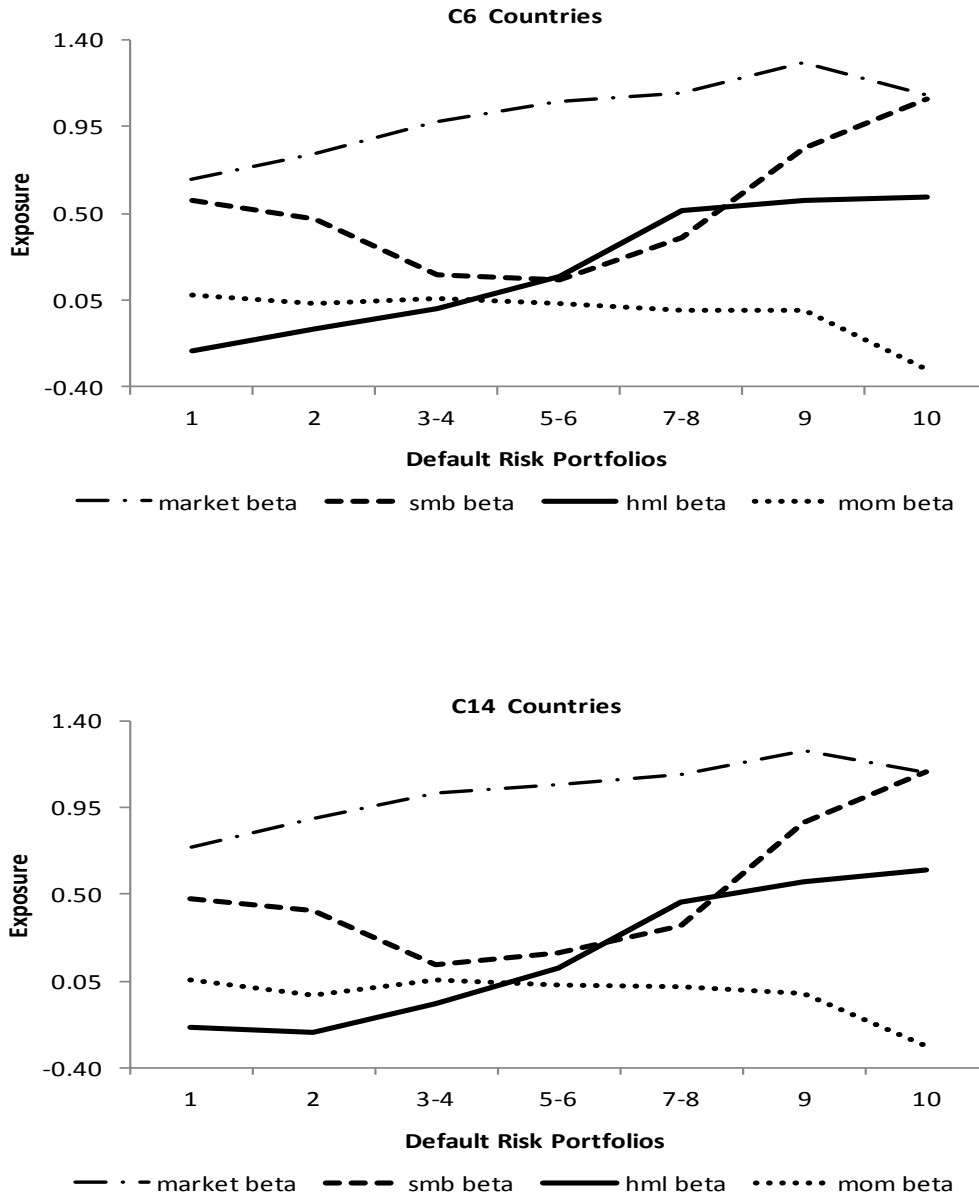 C6 Countries
1.40
0.95
0.50
0.05
-0.40
Exposure
1 2 3-4 5-6 7-8 9 10
Default Risk Portfolios
market beta smb beta hml beta mom beta
C14 Countries
1.40
0.95
0.50
0.05
-0.40
Exposure
1 2 3-4 5-6 7-8 9 10
Default Risk Portfolios
market beta smb beta hml beta mom beta